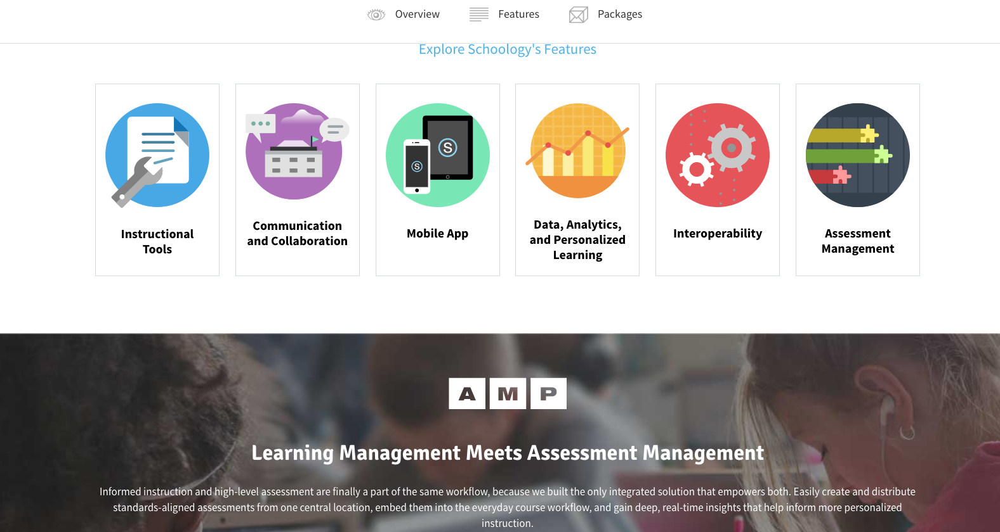 Overview
Features
Packages
Explore Schoology's Features
S
S
Instructional
Tools
Communication
and Collaboration
Mobile App
Data, Analytics,
and Personalized
Learning
Interoperability
Assessment
Management
AMP
Learning Management Meets Assessment Management
Informed instruction and high-level assessment are finally a part of the same workflow, because we built the only integrated solution that empowers both. Easily create and distribute
standards-aligned assessments from one central location, embed them into the everyday course workflow, and gain deep, real-time insights that help inform more personalized
instruction.